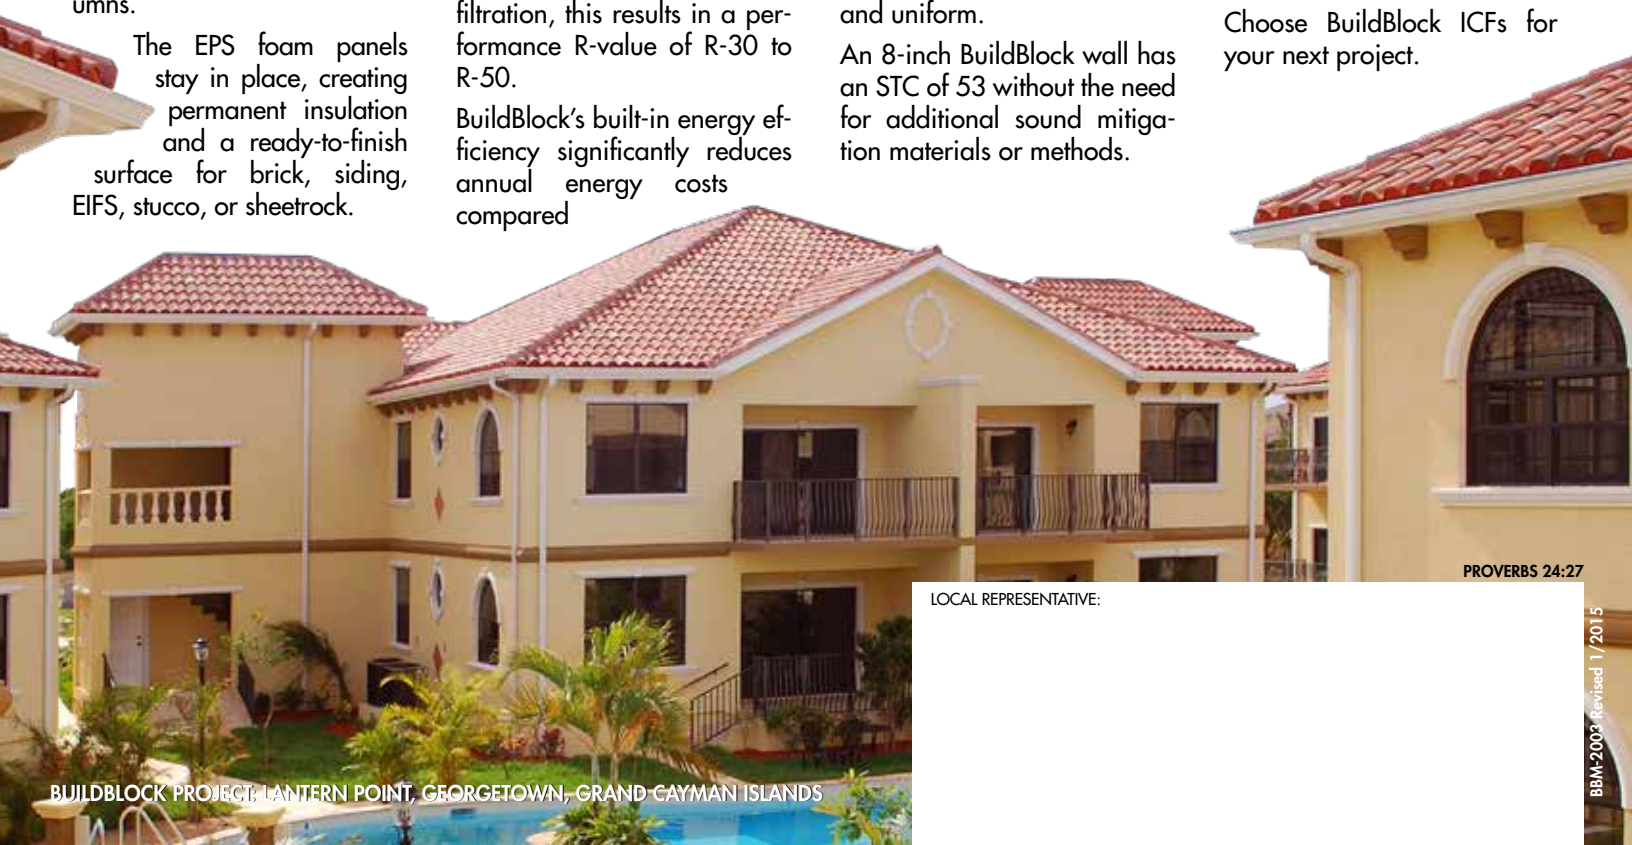 umns.
The EPS foam panels
stay in place, creating
permanent insulation
and a ready-to-finish
surface for brick, siding,
EIFS, stucco, or sheetrock.
filtration, this results in a per-
formance R-value of R-30 to
R-50.
BuildBlock's built-in energy ef-
ficiency significantly reduces
annual energy costs
compared
and uniform.
An 8-inch BuildBlock wall has
an STC of 53 without the need
for additional sound mitiga-
tion materials or methods.
Choose BuildBlock ICFs for
your next project.
PROVERBS 24:27
LOCAL REPRESENTATIVE:
BBM-2003 Revised 1/2015
BUILDBLOCK PROJECT: LANTERN POINT, GEORGETOWN, GRAND CAYMAN ISLANDS